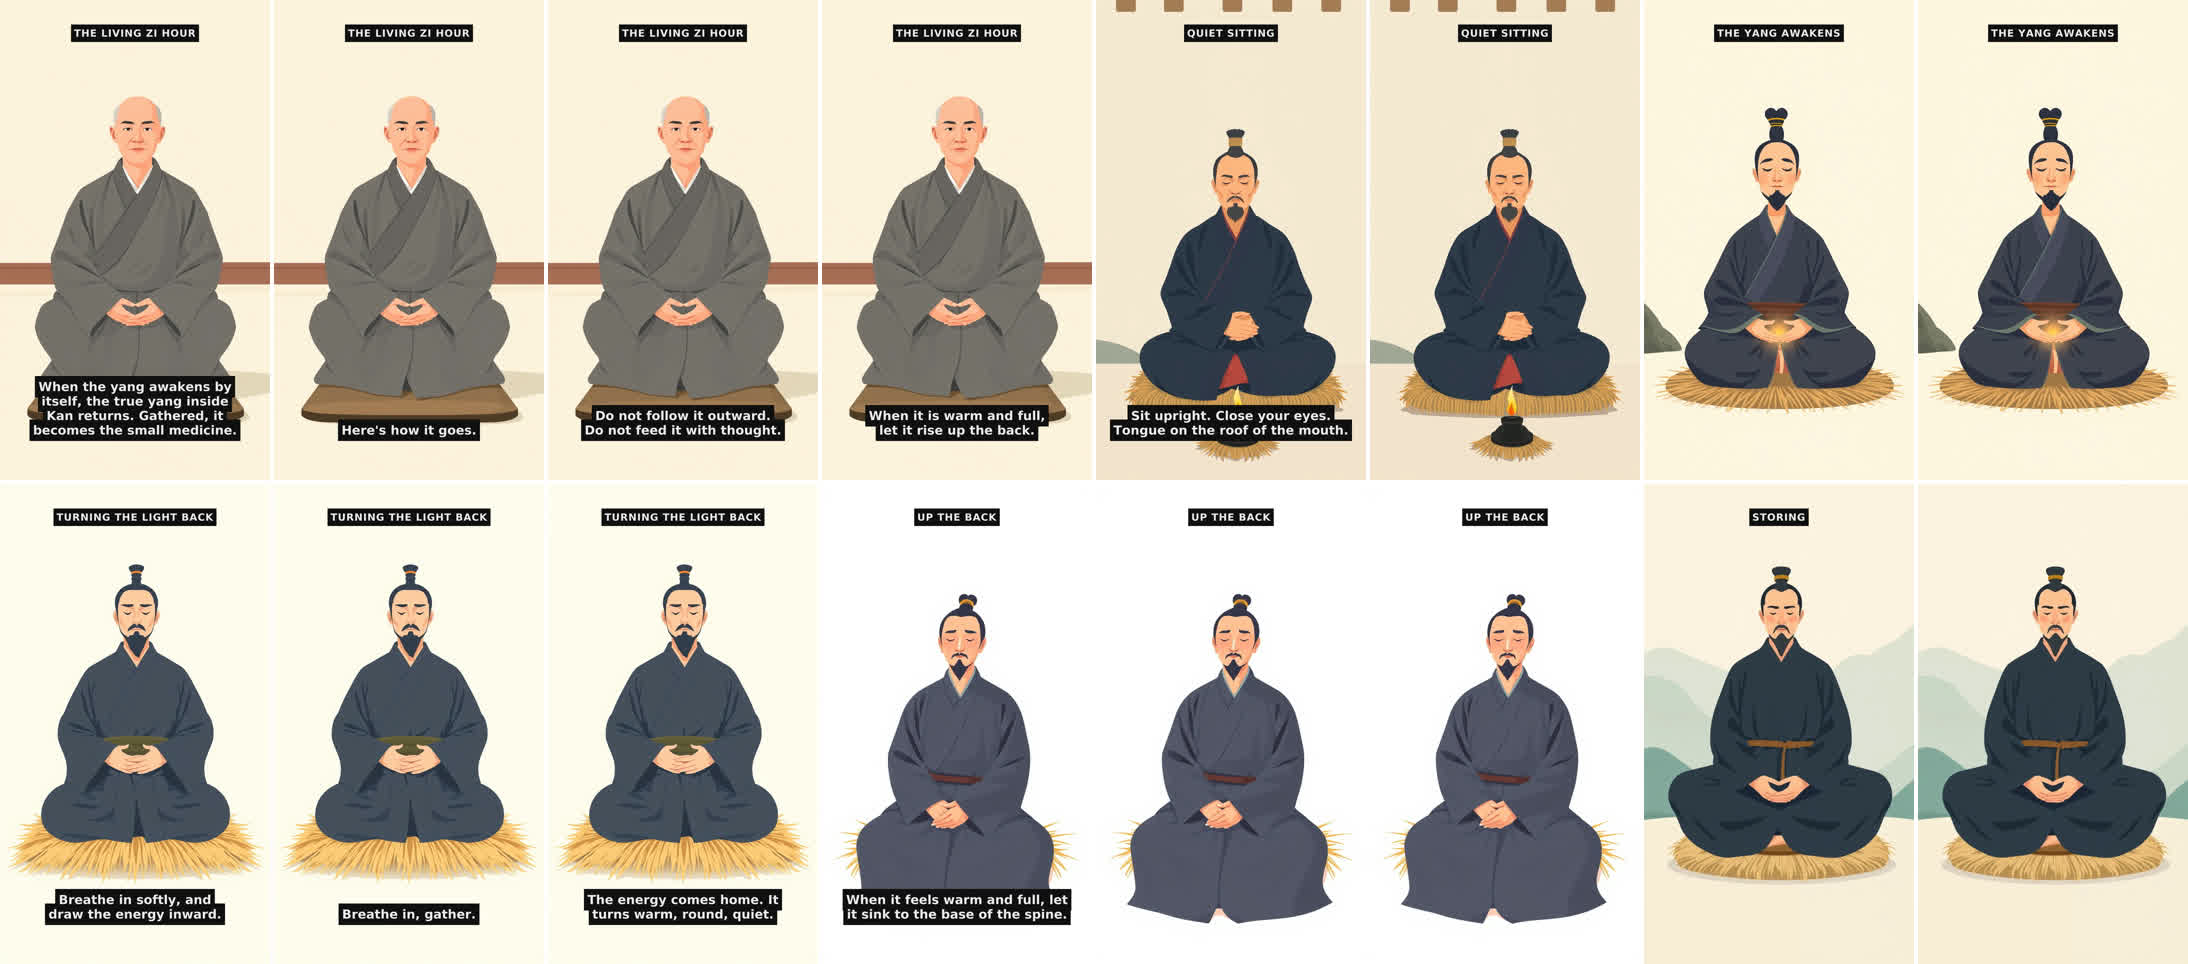 THE LIVING ZI HOUR
When the yang awakens by
itself, the true yang inside
Kan returns. Gathered, it
becomes the small medicine.
THE LIVING ZI HOUR
Here's how it goes.
THE LIVING ZI HOUR
Do not follow it outward.
Do not feed it with thought.
THE LIVING ZI HOUR
When it is warm and full,
let it rise up the back.
QUIET SITTING
Sit upright. Close your eyes.
Tongue on the roof of the mouth.
QUIET SITTING
THE YANG AWAKENS
THE YANG AWAKENS
TURNING THE LIGHT BACK
Breathe in softly, and
draw the energy inward.
TURNING THE LIGHT BACK
Breathe in, gather.
TURNING THE LIGHT BACK
The energy comes home. It
turns warm, round, quiet.
UP THE BACK
When it feels warm and full, let
it sink to the base of the spine.
UP THE BACK
UP THE BACK
STORING